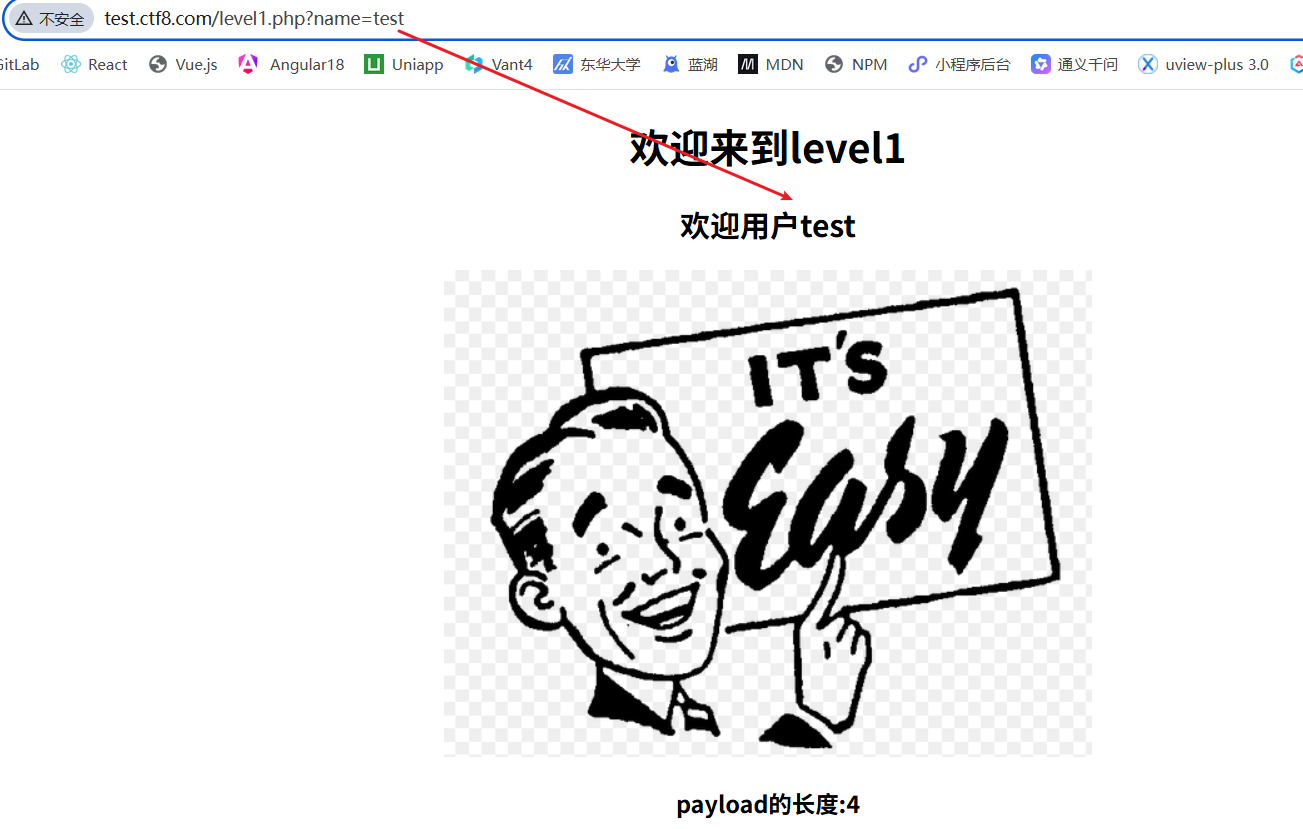 不安全 test.ctf8.com/level1.php?name=test
GitLab React Vue.js Angular18 Uniapp Vant4 东华大学 蓝湖 MDN NPM 小程序后台 通义千问 uview-plus 3.0
欢迎来到level1
欢迎用户test
IT'S
Easy
payload的长度:4